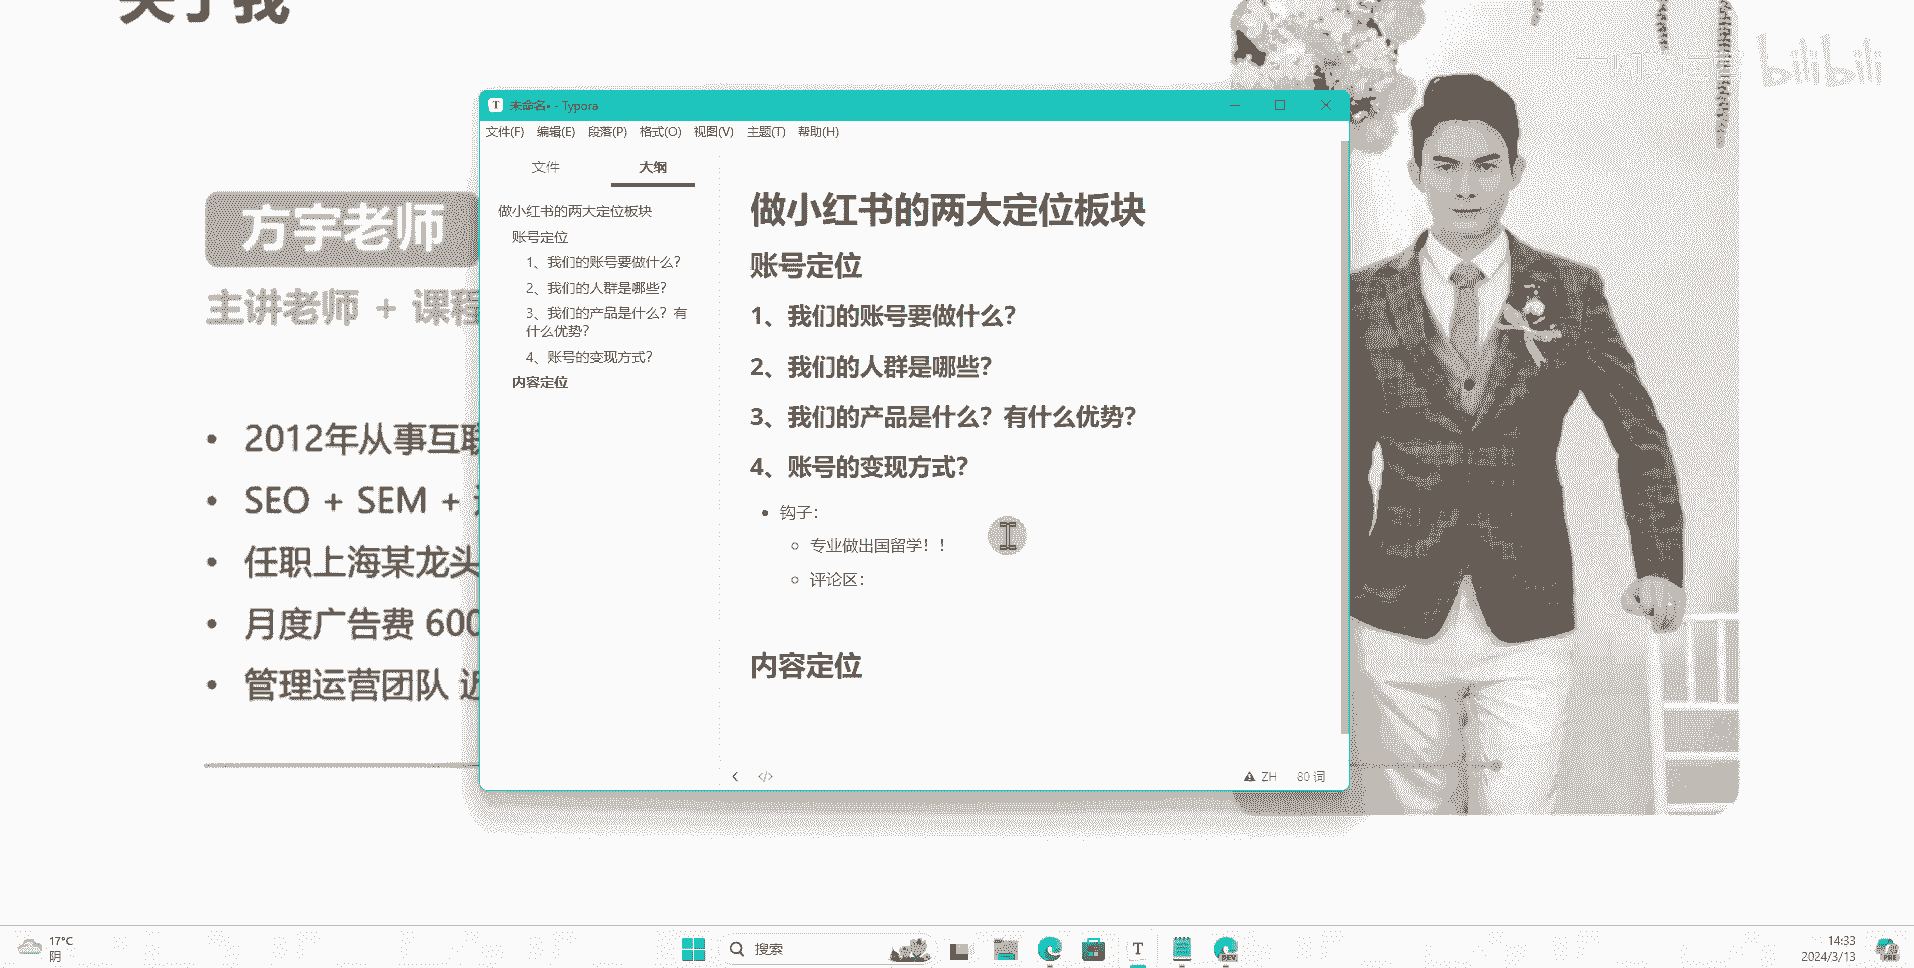 关于我
bilibili
方宇老师
主讲老师 + 课程
2012年从事互联
SEO + SEM +
任职上海某龙头
月度广告费 600
管理运营团队 近
未命名• - Typora
文件(F) 编辑(E) 段落(P) 格式(O) 视图(V) 主题(T) 帮助(H)
文件 大纲
做小红书的两大定位板块
账号定位
1、我们的账号要做什么？
2、我们的人群是哪些？
3、我们的产品是什么？有
什么优势？
4、账号的变现方式？
内容定位
做小红书的两大定位板块
账号定位
1、我们的账号要做什么？
2、我们的人群是哪些？
3、我们的产品是什么？有什么优势？
4、账号的变现方式？
钩子：
专业做出国留学！！
评论区：
内容定位
ZH 80 词
17°C
阴
搜索
T
DEV
14:33
2024/3/13
PRE